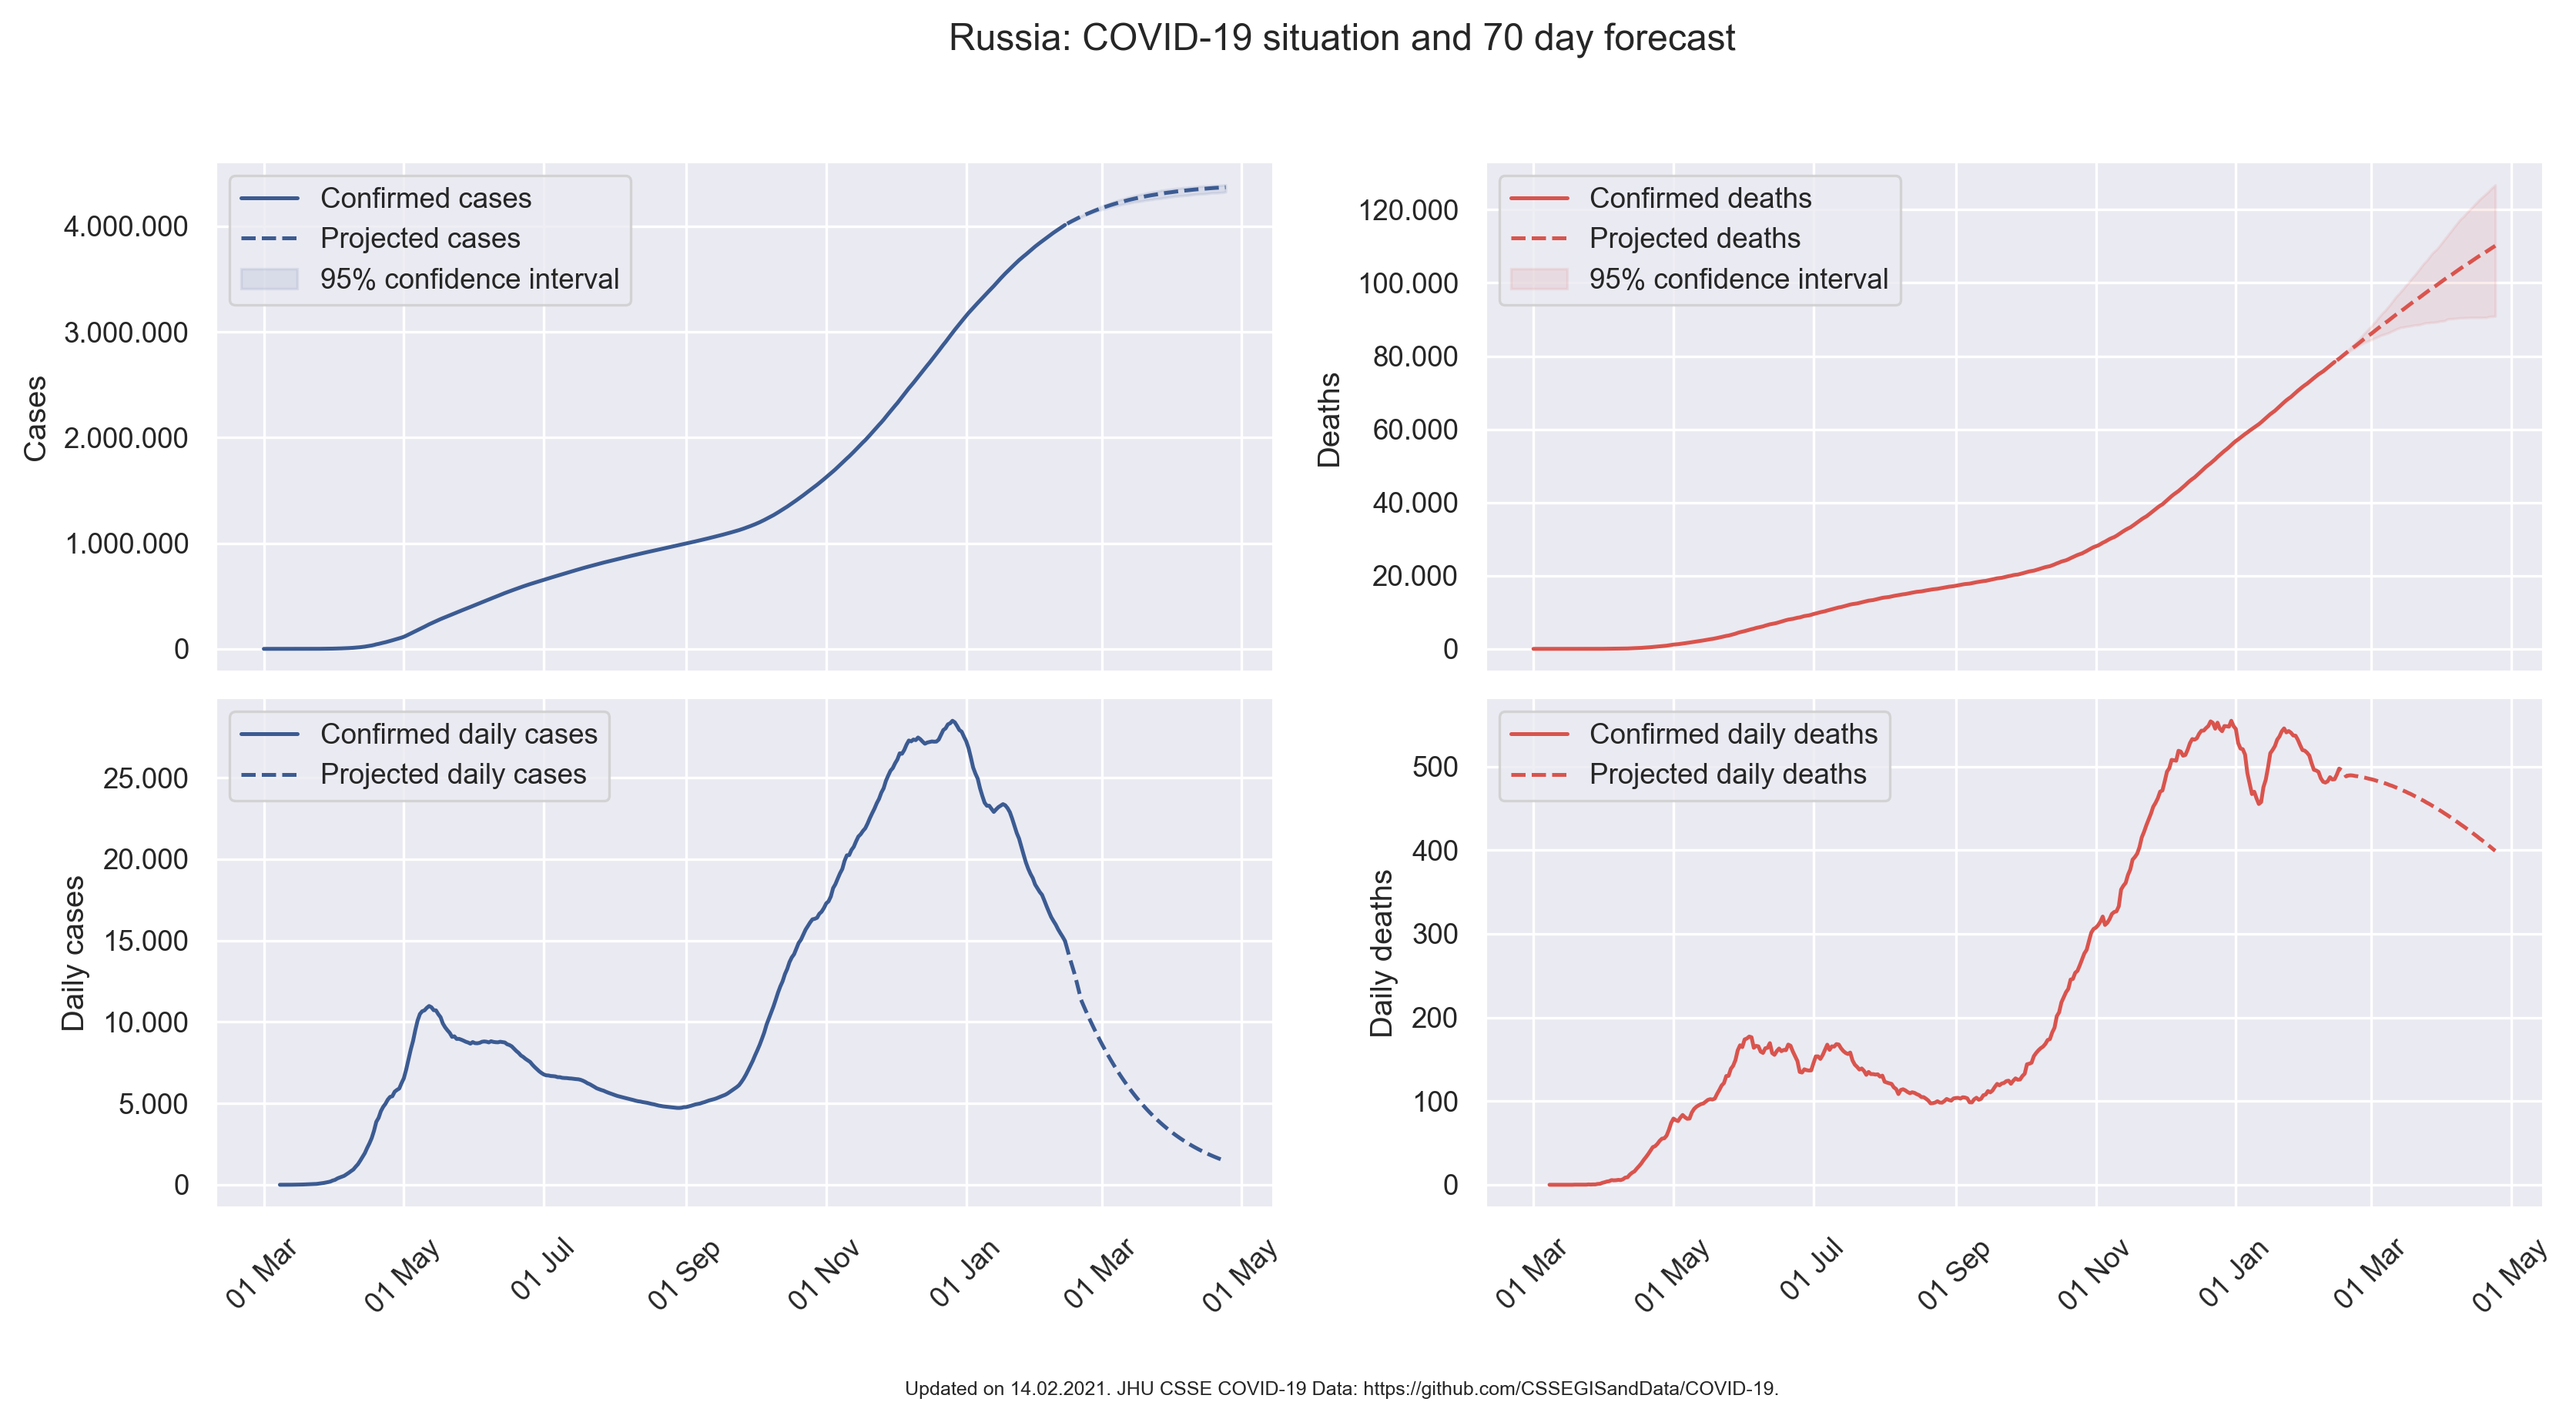 Russia: COVID-19 situation and 70 day forecast
Confirmed cases
Projected cases
95% confidence interval
Cases
4.000.000
3.000.000
2.000.000
1.000.000
0
Confirmed deaths
Projected deaths
95% confidence interval
Deaths
120.000
100.000
80.000
60.000
40.000
20.000
0
Confirmed daily cases
Projected daily cases
Daily cases
25.000
20.000
15.000
10.000
5.000
0
01 Mar
01 May
01 Jul
01 Sep
01 Nov
01 Jan
01 Mar
01 May
Confirmed daily deaths
Projected daily deaths
Daily deaths
500
400
300
200
100
0
01 Mar
01 May
01 Jul
01 Sep
01 Nov
01 Jan
01 Mar
01 May
Updated on 14.02.2021. JHU CSSE COVID-19 Data: https://github.com/CSSEGISandData/COVID-19.